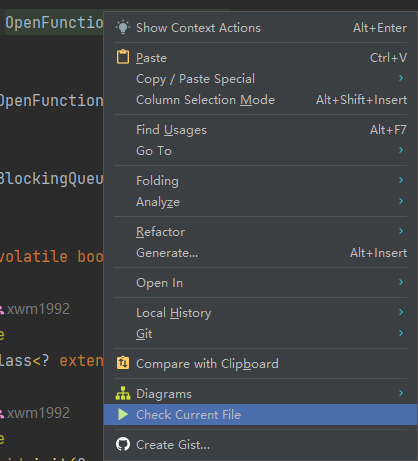 OpenFunctio
Show Context Actions Alt+Enter
Paste Ctrl+V
Copy / Paste Special
Column Selection Mode Alt+Shift+Insert
OpenFunction
Find Usages Alt+F7
Go To
BlockingQueu
Folding
Analyze
Refactor
Generate... Alt+Insert
volatile boo
Open In
xwm1992
Local History
Git
e
lass<? exten
Compare with Clipboard
Diagrams
xwm1992
Check Current File
e
Create Gist...